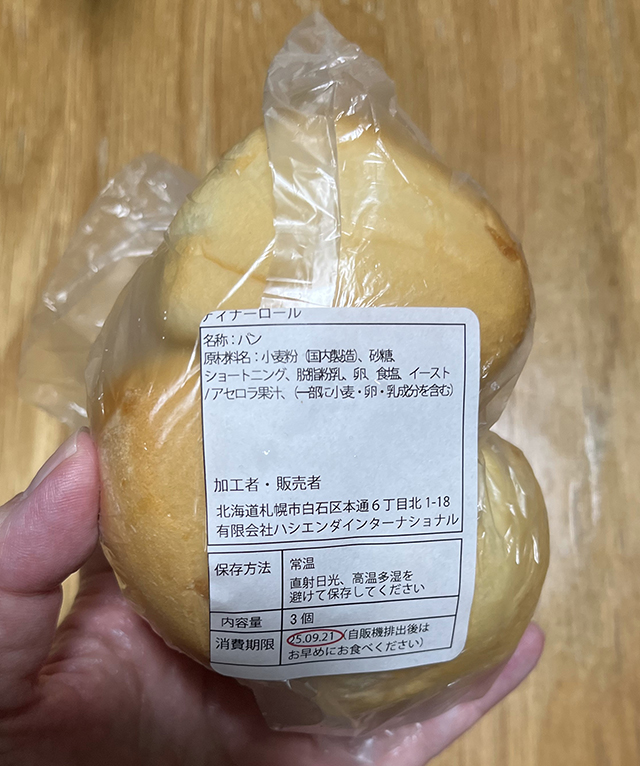 ディナーロール
名称：パン
原材料名：小麦粉（国内製造）、砂糖、
ショートニング、脱脂粉乳、卵、食塩、イースト
/アセロラ果汁、（一部に小麦・卵・乳成分を含む）
加工者・販売者
北海道札幌市白石区本通６丁目北1-18
有限会社ハシエンダインターナショナル
保存方法 常温
直射日光、高温多湿を
避けて保存してください
内容量 3個
消費期限 25.09.21（自販機排出後は
お早めにお食べください）